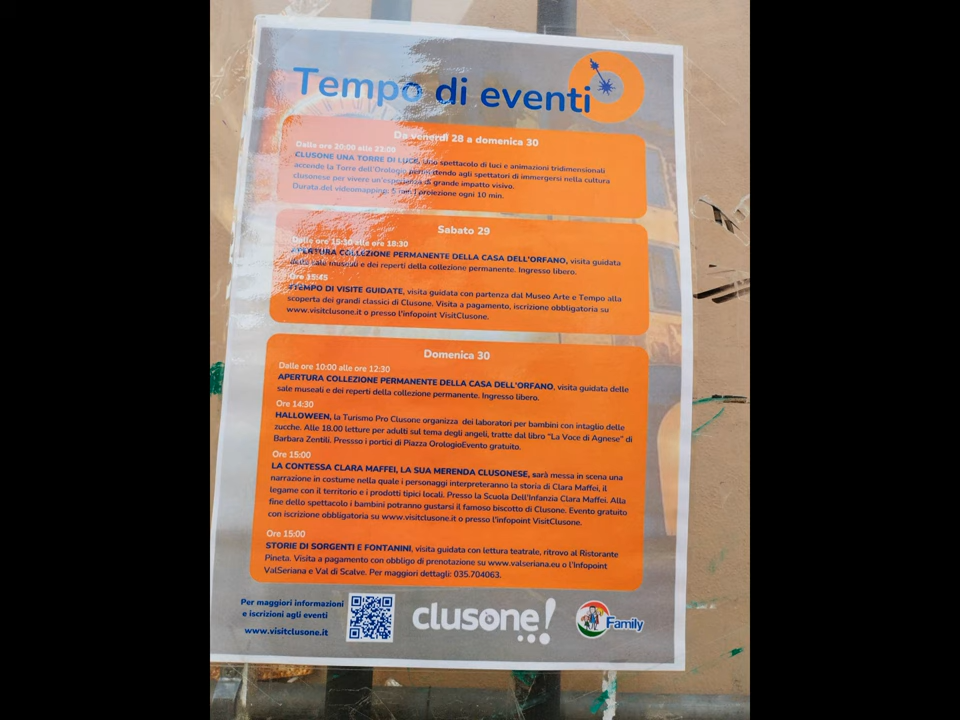 Tempo di eventi
Da venerdì 28 a domenica 30
Dalle ore 20:00 alle 22:00
CLUSONE UNA TORRE DI LUCE, Uno spettacolo di luci e animazioni tridimensionali
accende la Torre dell'Orologio permettendo agli spettatori di immergersi nella cultura
clusonese per vivere un'esperienza di grande impatto visivo.
Durata del videomapping: 5 min | proiezione ogni 10 min.
Sabato 29
Dalle ore 15:30 alle ore 18:30
APERTURA COLLEZIONE PERMANENTE DELLA CASA DELL'ORFANO, visita guidata
delle sale museali e dei reperti della collezione permanente. Ingresso libero.
Ore 15:45
#TEMPO DI VISITE GUIDATE, visita guidata con partenza dal Museo Arte e Tempo alla
scoperta dei grandi classici di Clusone. Visita a pagamento, iscrizione obbligatoria su
www.visitclusone.it o presso l'infopoint VisitClusone.
Domenica 30
Dalle ore 10:00 alle ore 12:30
APERTURA COLLEZIONE PERMANENTE DELLA CASA DELL'ORFANO, visita guidata delle
sale museali e dei reperti della collezione permanente. Ingresso libero.
Ore 14:30
HALLOWEEN, la Turismo Pro Clusone organizza dei laboratori per bambini con intaglio delle
zucche. Alle 18.00 letture per adulti sul tema degli angeli, tratte dal libro "La Voce di Agnese" di
Barbara Zentili. Pressso i portici di Piazza OrologioEvento gratuito.
Ore 15:00
LA CONTESSA CLARA MAFFEI, LA SUA MERENDA CLUSONESE, sarà messa in scena una
narrazione in costume nella quale i personaggi interpreteranno la storia di Clara Maffei, il
legame con il territorio e i prodotti tipici locali. Presso la Scuola Dell'Infanzia Clara Maffei. Alla
fine dello spettacolo i bambini potranno gustarsi il famoso biscotto di Clusone. Evento gratuito
con iscrizione obbligatoria su www.visitclusone.it o presso l'infopoint VisitClusone.
Ore 15:00
STORIE DI SORGENTI E FONTANINI, visita guidata con lettura teatrale, ritrovo al Ristorante
Pineta. Visita a pagamento con obbligo di prenotazione su www.valseriana.eu o l'Infopoint
ValSeriana e Val di Scalve. Per maggiori dettagli: 035.704063.
Per maggiori informazioni
e iscrizioni agli eventi
www.visitclusone.it
clusone!
Family